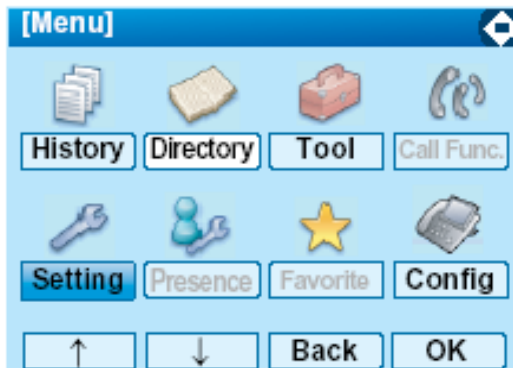 [Menu]
History Directory Tool Call Func.
Setting Presence Favorite Config
↑ ↓ Back OK